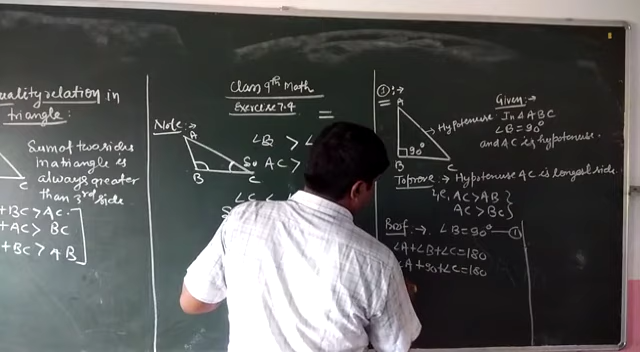 uality relation in
triangle:
Sum of two sides
in a triangle is
always greater
than 3rd side
C
+ BC > AC
+ AC > BC
+ BC > AB
Class 9th Math
Exercise 7.4
=
Note:→
A
B
C
∠B > ∠
So AC >
∠C <
①:→
A
B
C
90°
→ Hypotenuse
Given:→
In △ABC
∠B = 90°
and AC is hypotenuse.
To prove:→ Hypotenuse AC is longest side.
i.e, AC > AB
AC > BC
Proof:→ ∠B = 90° — ①
∠A + ∠B + ∠C = 180
∠A + 90 + ∠C = 180